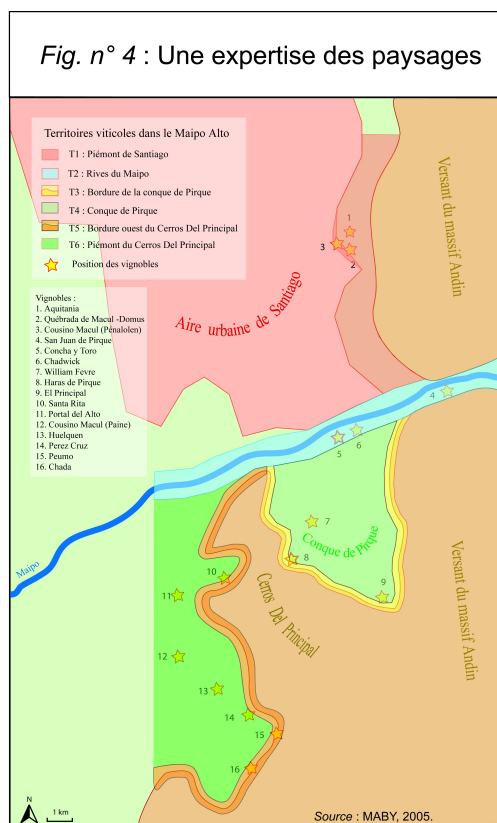 Fig. n° 4 : Une expertise des paysages
Territoires viticoles dans le Maipo Alto
T1 : Piémont de Santiago
T2 : Rives du Maipo
T3 : Bordure de la conque de Pirque
T4 : Conque de Pirque
T5 : Bordure ouest du Cerros Del Principal
T6 : Piémont du Cerros Del Principal
Position des vignobles
Vignobles :
1. Aquitania
2. Québrada de Macul -Domus
3. Cousino Macul (Pénalolen)
4. San Juan de Pirque
5. Concha y Toro
6. Chadwick
7. William Fevre
8. Haras de Pirque
9. El Principal
10. Santa Rita
11. Portal del Alto
12. Cousino Macul (Paine)
13. Huelquen
14. Perez Cruz
15. Peumo
16. Chada
Versant du massif Andin
1
3
2
Aire urbaine de Santiago
4
6
5
7
Conque de Pirque
8
9
Maipo
10
11
Cerros Del Principal
Versant du massif Andin
12
13
14
15
16
N
1 km
Source : MABY, 2005.